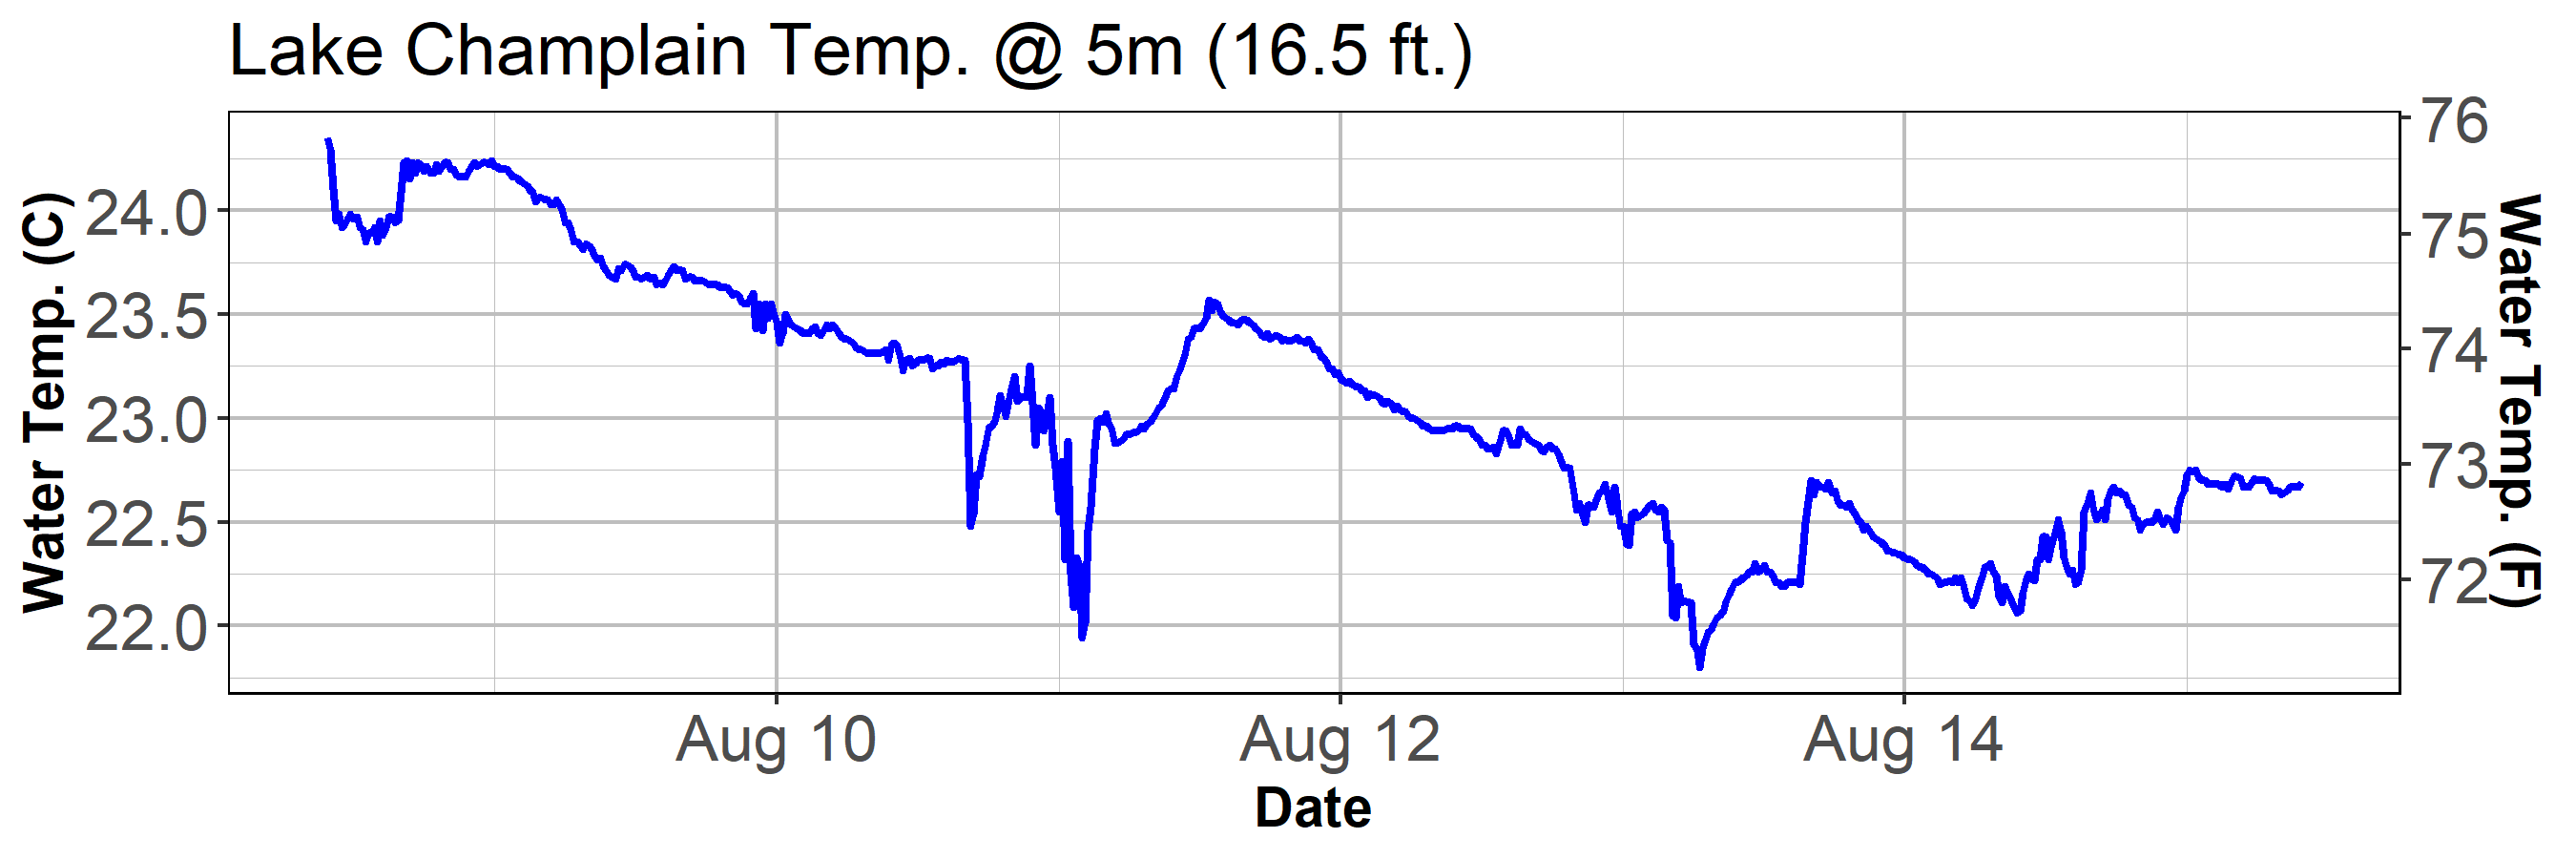 Lake Champlain Temp. @ 5m (16.5 ft.)
Water Temp. (C)
24.0
23.5
23.0
22.5
22.0
76
75
74
73
72
Water Temp. (F)
Aug 10 Aug 12 Aug 14
Date